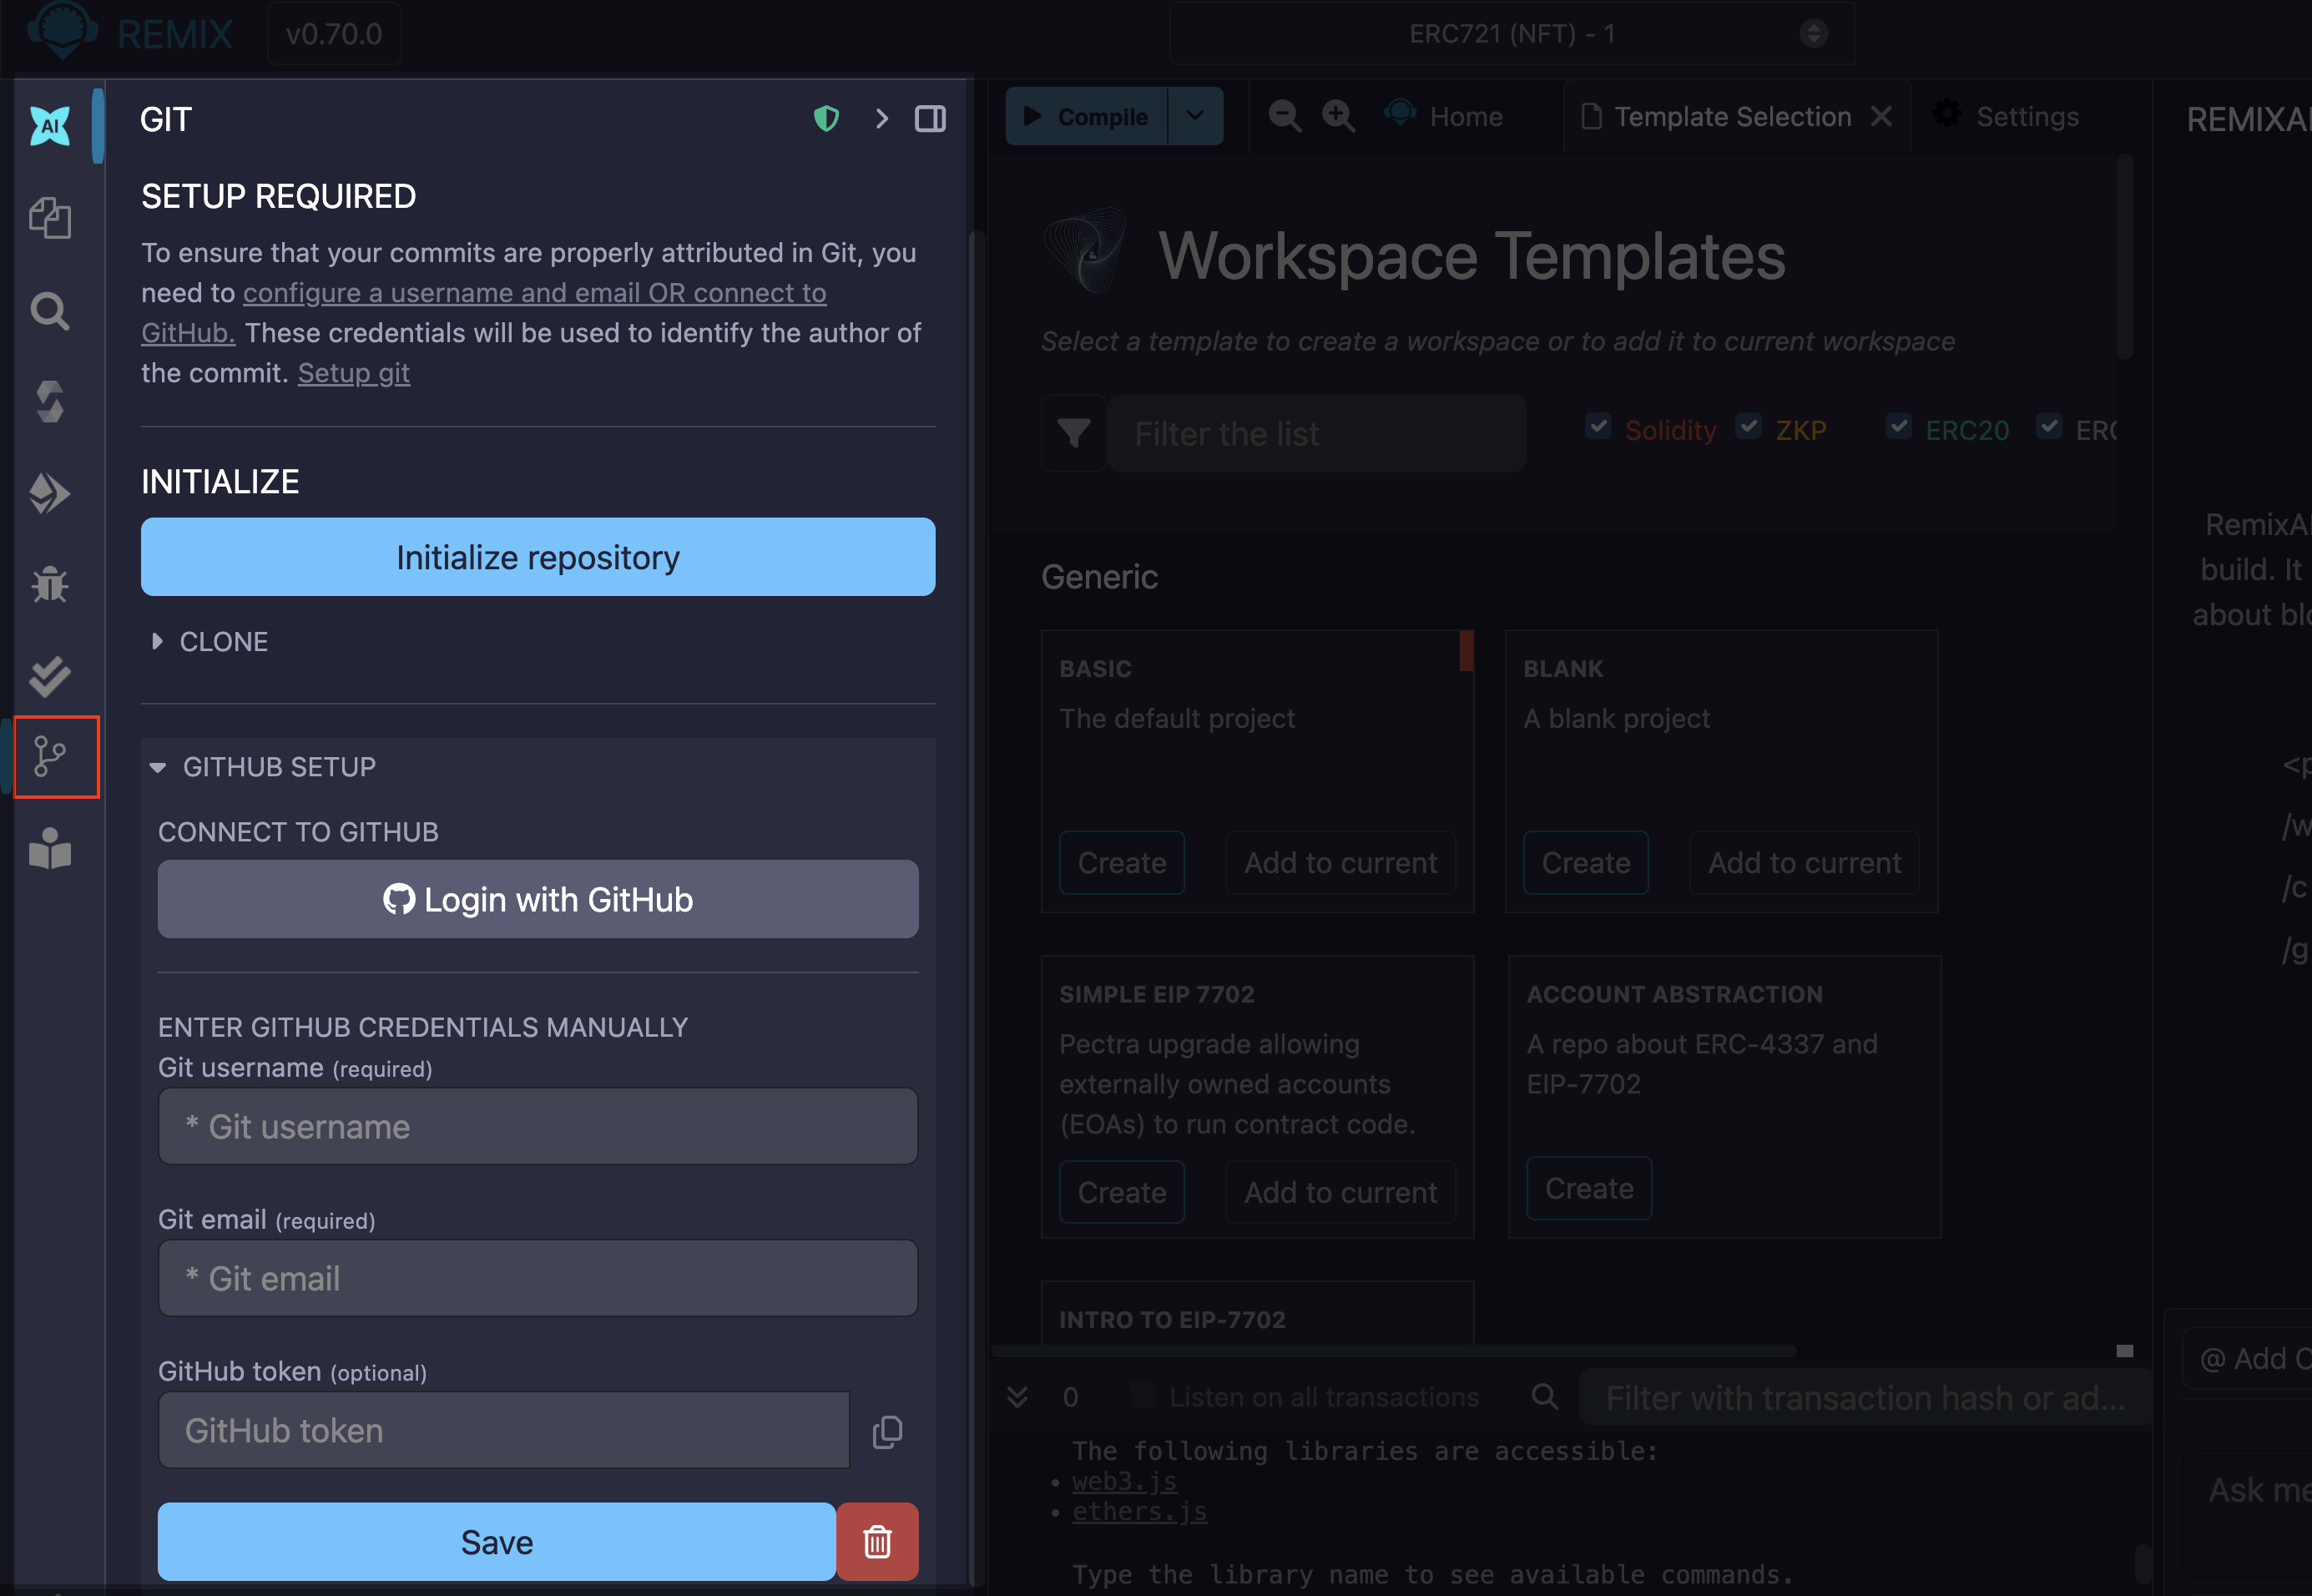 REMIX
v0.70.0
ERC721 (NFT) - 1
AI
GIT
SETUP REQUIRED
To ensure that your commits are properly attributed in Git, you
need to configure a username and email OR connect to
GitHub. These credentials will be used to identify the author of
the commit. Setup git
INITIALIZE
Initialize repository
CLONE
GITHUB SETUP
CONNECT TO GITHUB
Login with GitHub
ENTER GITHUB CREDENTIALS MANUALLY
Git username (required)
* Git username
Git email (required)
* Git email
GitHub token (optional)
GitHub token
Save
Compile
Home
Template Selection
Settings
Workspace Templates
Select a template to create a workspace or to add it to current workspace
Filter the list
Solidity
ZKP
ERC20
ERC
Generic
BASIC
The default project
Create
Add to current
BLANK
A blank project
Create
Add to current
SIMPLE EIP 7702
Pectra upgrade allowing
externally owned accounts
(EOAs) to run contract code.
Create
Add to current
ACCOUNT ABSTRACTION
A repo about ERC-4337 and
EIP-7702
Create
INTRO TO EIP-7702
0
Listen on all transactions
Filter with transaction hash or ad...
The following libraries are accessible:
• web3.js
• ethers.js
Type the library name to see available commands.
REMIXAI
RemixAI
build. It
about blo
<p
/w
/c
/g
@ Add C
Ask me